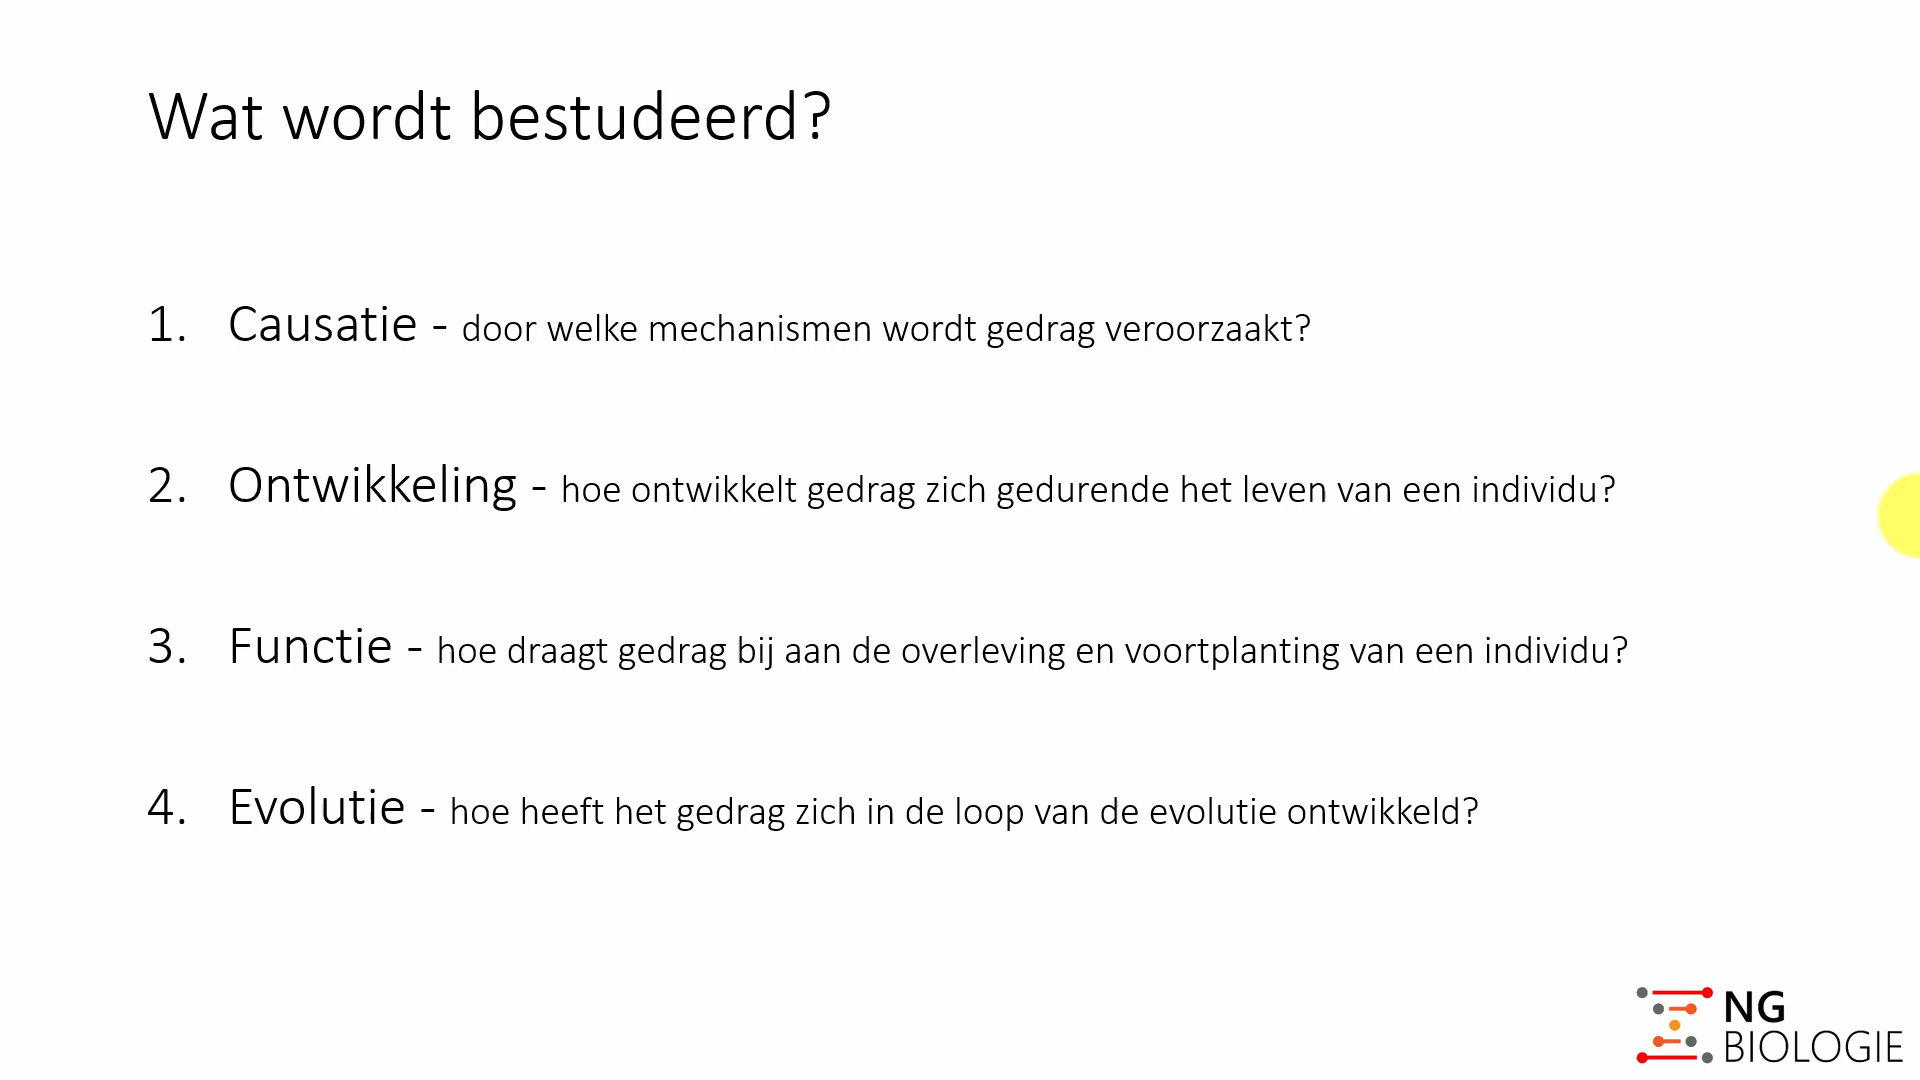 Wat wordt bestudeerd?
1. Causatie - door welke mechanismen wordt gedrag veroorzaakt?
2. Ontwikkeling - hoe ontwikkelt gedrag zich gedurende het leven van een individu?
3. Functie - hoe draagt gedrag bij aan de overleving en voortplanting van een individu?
4. Evolutie - hoe heeft het gedrag zich in de loop van de evolutie ontwikkeld?
NG
BIOLOGIE